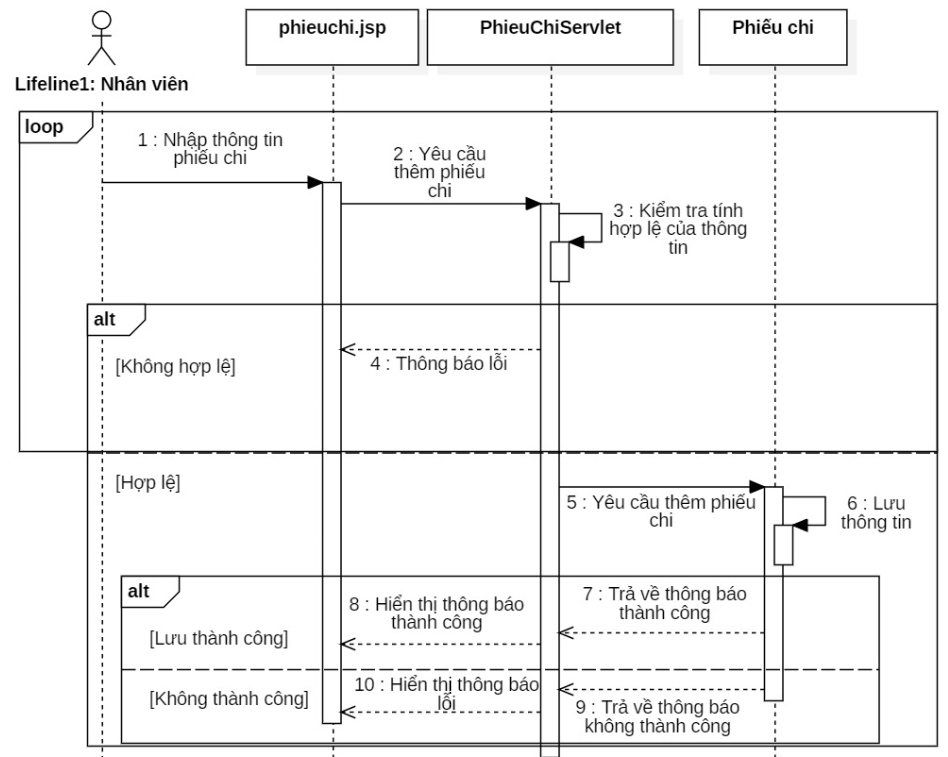 phieuchi.jsp
PhieuChiServlet
Phiếu chi
Lifeline1: Nhân viên
loop
1 : Nhập thông tin
phiếu chi
2 : Yêu cầu
thêm phiếu
chi
3 : Kiểm tra tính
hợp lệ của thông
tin
alt
[Không hợp lệ]
4 : Thông báo lỗi
[Hợp lệ]
5 : Yêu cầu thêm phiếu
chi
6 : Lưu
thông tin
alt
7 : Trả về thông báo
thành công
8 : Hiển thị thông báo
thành công
[Lưu thành công]
[Không thành công]
10 : Hiển thị thông báo
lỗi
9 : Trả về thông báo
không thành công